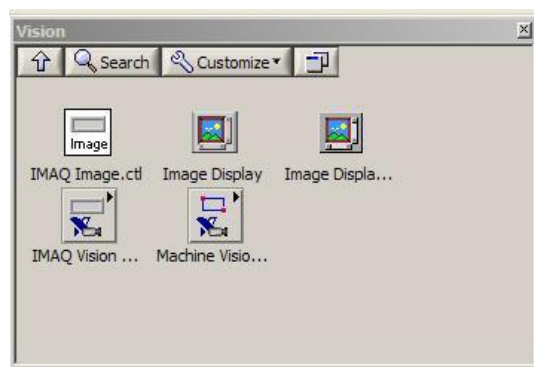 Vision
Search Customize
Image
IMAQ Image.ctl Image Display Image Displa...
IMAQ Vision ... Machine Visio...